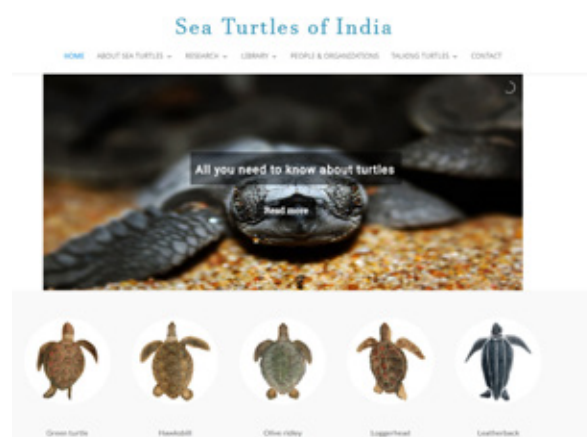 Sea Turtles of India
HOME ABOUT SEA TURTLES RESEARCH LIBRARY PEOPLE & ORGANIZATIONS TALKING TURTLES CONTACT
All you need to know about turtles
Read more
Green turtle Hawksbill Olive ridley Loggerhead Leatherback